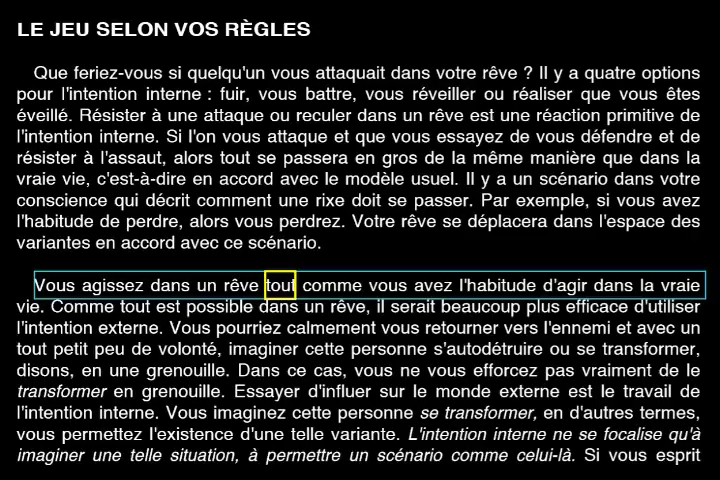 LE JEU SELON VOS RÈGLES
Que feriez-vous si quelqu'un vous attaquait dans votre rêve ? Il y a quatre options
pour l'intention interne : fuir, vous battre, vous réveiller ou réaliser que vous êtes
éveillé. Résister à une attaque ou reculer dans un rêve est une réaction primitive de
l'intention interne. Si l'on vous attaque et que vous essayez de vous défendre et de
résister à l'assaut, alors tout se passera en gros de la même manière que dans la
vraie vie, c'est-à-dire en accord avec le modèle usuel. Il y a un scénario dans votre
conscience qui décrit comment une rixe doit se passer. Par exemple, si vous avez
l'habitude de perdre, alors vous perdrez. Votre rêve se déplacera dans l'espace des
variantes en accord avec ce scénario.
Vous agissez dans un rêve tout comme vous avez l'habitude d'agir dans la vraie
vie. Comme tout est possible dans un rêve, il serait beaucoup plus efficace d'utiliser
l'intention externe. Vous pourriez calmement vous retourner vers l'ennemi et avec un
tout petit peu de volonté, imaginer cette personne s'autodétruire ou se transformer,
disons, en une grenouille. Dans ce cas, vous ne vous efforcez pas vraiment de le
transformer en grenouille. Essayer d'influer sur le monde externe est le travail de
l'intention interne. Vous imaginez cette personne se transformer, en d'autres termes,
vous permettez l'existence d'une telle variante. L'intention interne ne se focalise qu'à
imaginer une telle situation, à permettre un scénario comme celui-là. Si vous esprit